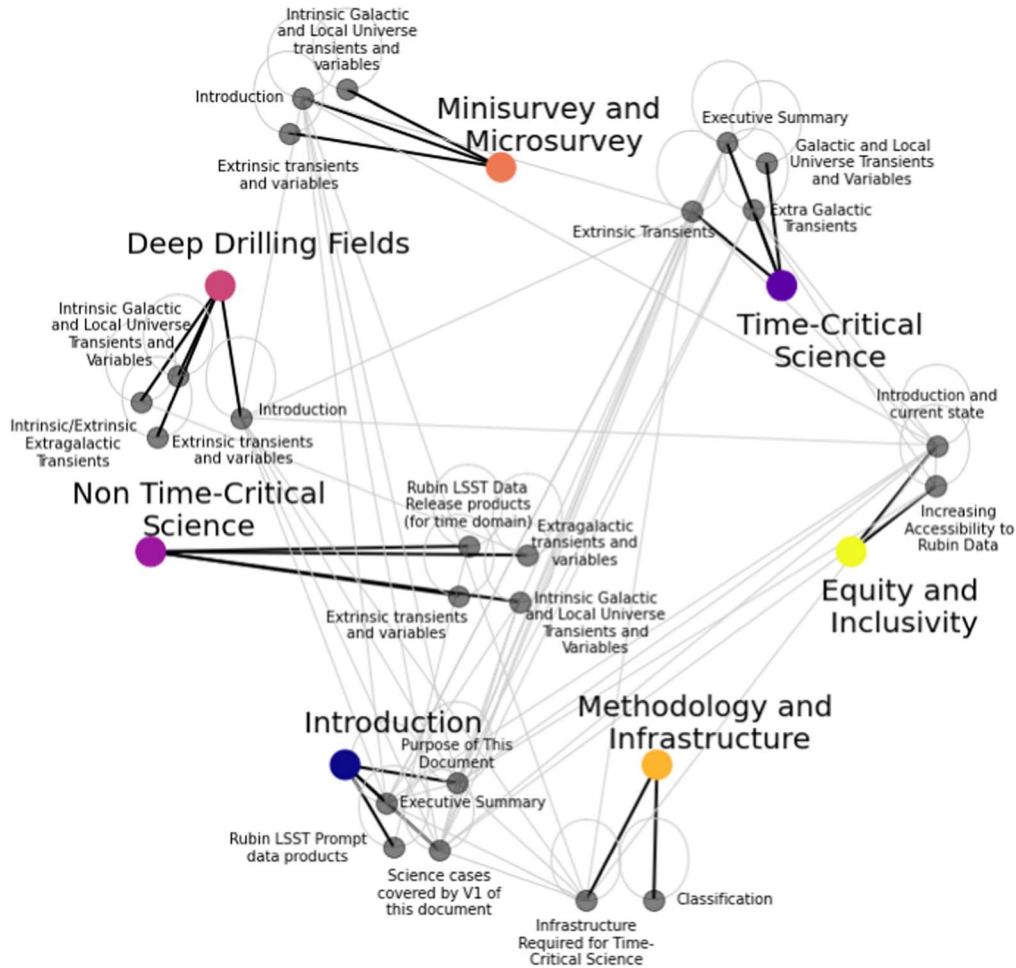 Intrinsic Galactic
and Local Universe
transients and
variables
Introduction
Extrinsic transients
and variables
Minisurvey and
Microsurvey
Executive Summary
Galactic and Local
Universe Transients
and Variables
Extra Galactic
Transients
Extrinsic Transients
Time-Critical
Science
Deep Drilling Fields
Intrinsic Galactic
and Local Universe
Transients and
Variables
Introduction
Intrinsic/Extrinsic
Extragalactic
Transients
Extrinsic transients
and variables
Introduction and
current state
Increasing
Accessibility to
Rubin Data
Equity and
Inclusivity
Non Time-Critical
Science
Rubin LSST Data
Release products
(for time domain)
Extragalactic
transients and
variables
Extrinsic transients
and variables
Intrinsic Galactic
and Local Universe
Transients and
Variables
Introduction
Purpose of This
Document
Executive Summary
Rubin LSST Prompt
data products
Science cases
covered by V1 of
this document
Methodology and
Infrastructure
Classification
Infrastructure
Required for Time-
Critical Science